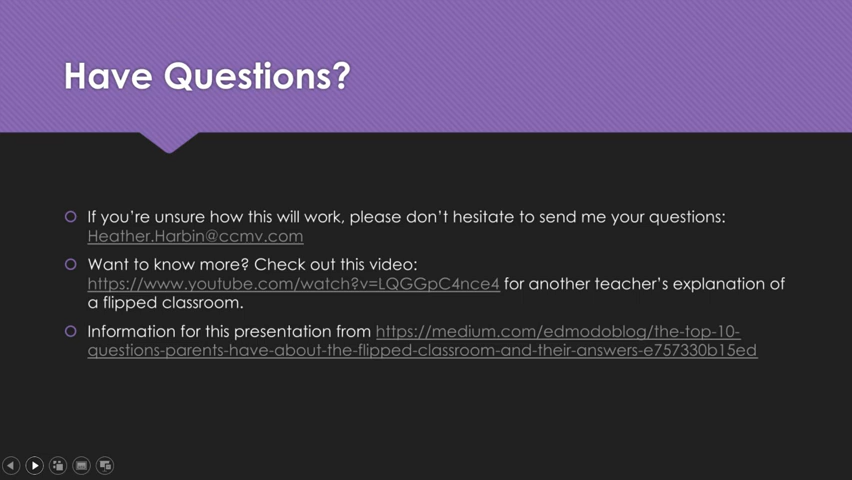 Have Questions?
If you're unsure how this will work, please don't hesitate to send me your questions:
Heather.Harbin@ccmv.com
Want to know more? Check out this video:
https://www.youtube.com/watch?v=LQGGpC4nce4 for another teacher's explanation of
a flipped classroom.
Information for this presentation from https://medium.com/edmodoblog/the-top-10-
questions-parents-have-about-the-flipped-classroom-and-their-answers-e757330b15ed